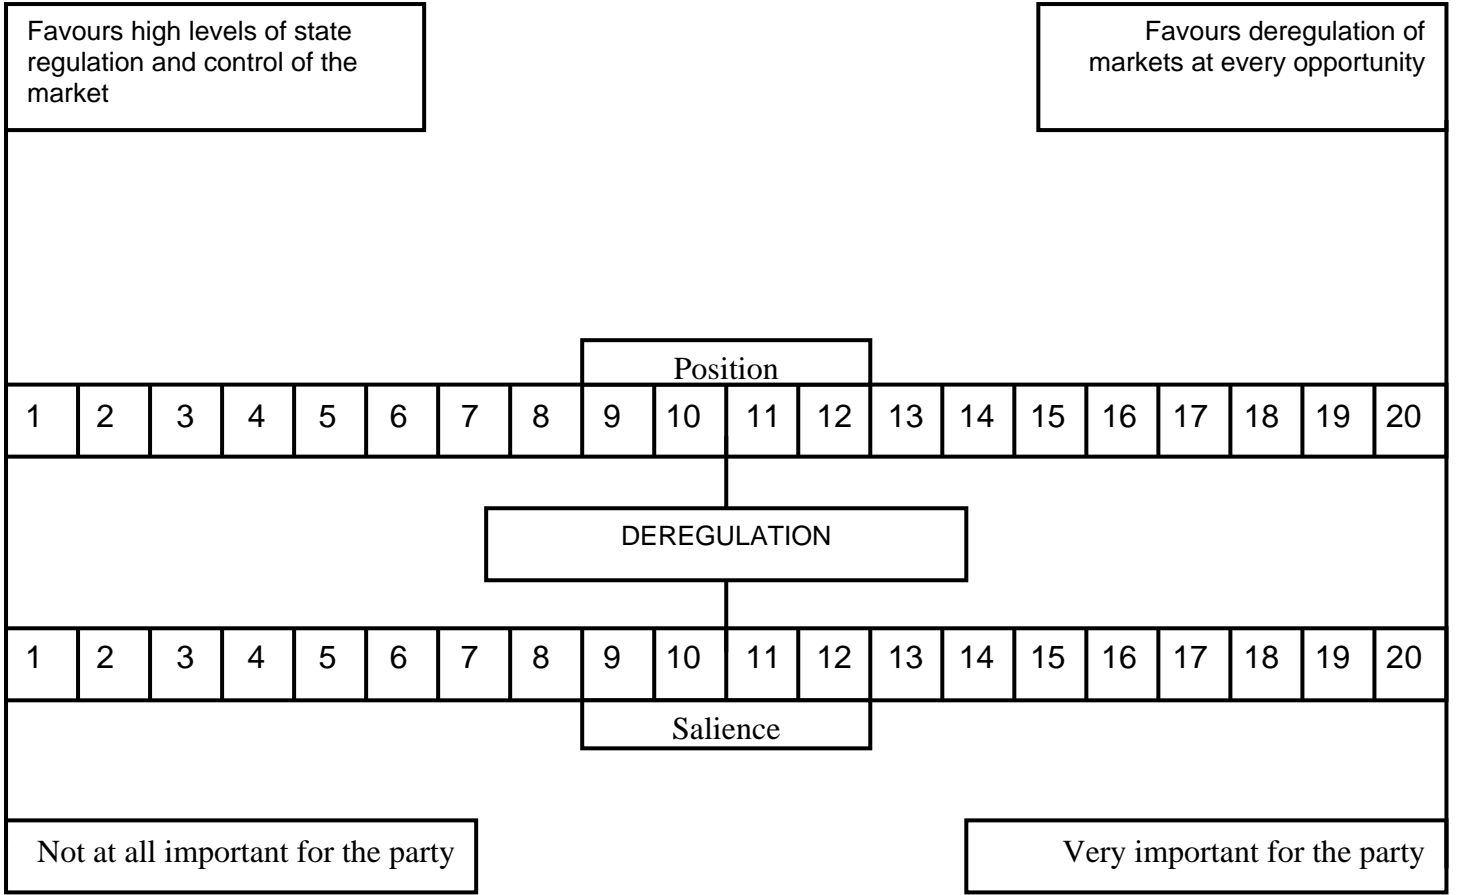 Favours high levels of state
regulation and control of the
market
Favours deregulation of
markets at every opportunity
Position
1 2 3 4 5 6 7 8 9 10 11 12 13 14 15 16 17 18 19 20
DEREGULATION
1 2 3 4 5 6 7 8 9 10 11 12 13 14 15 16 17 18 19 20
Salience
Not at all important for the party
Very important for the party